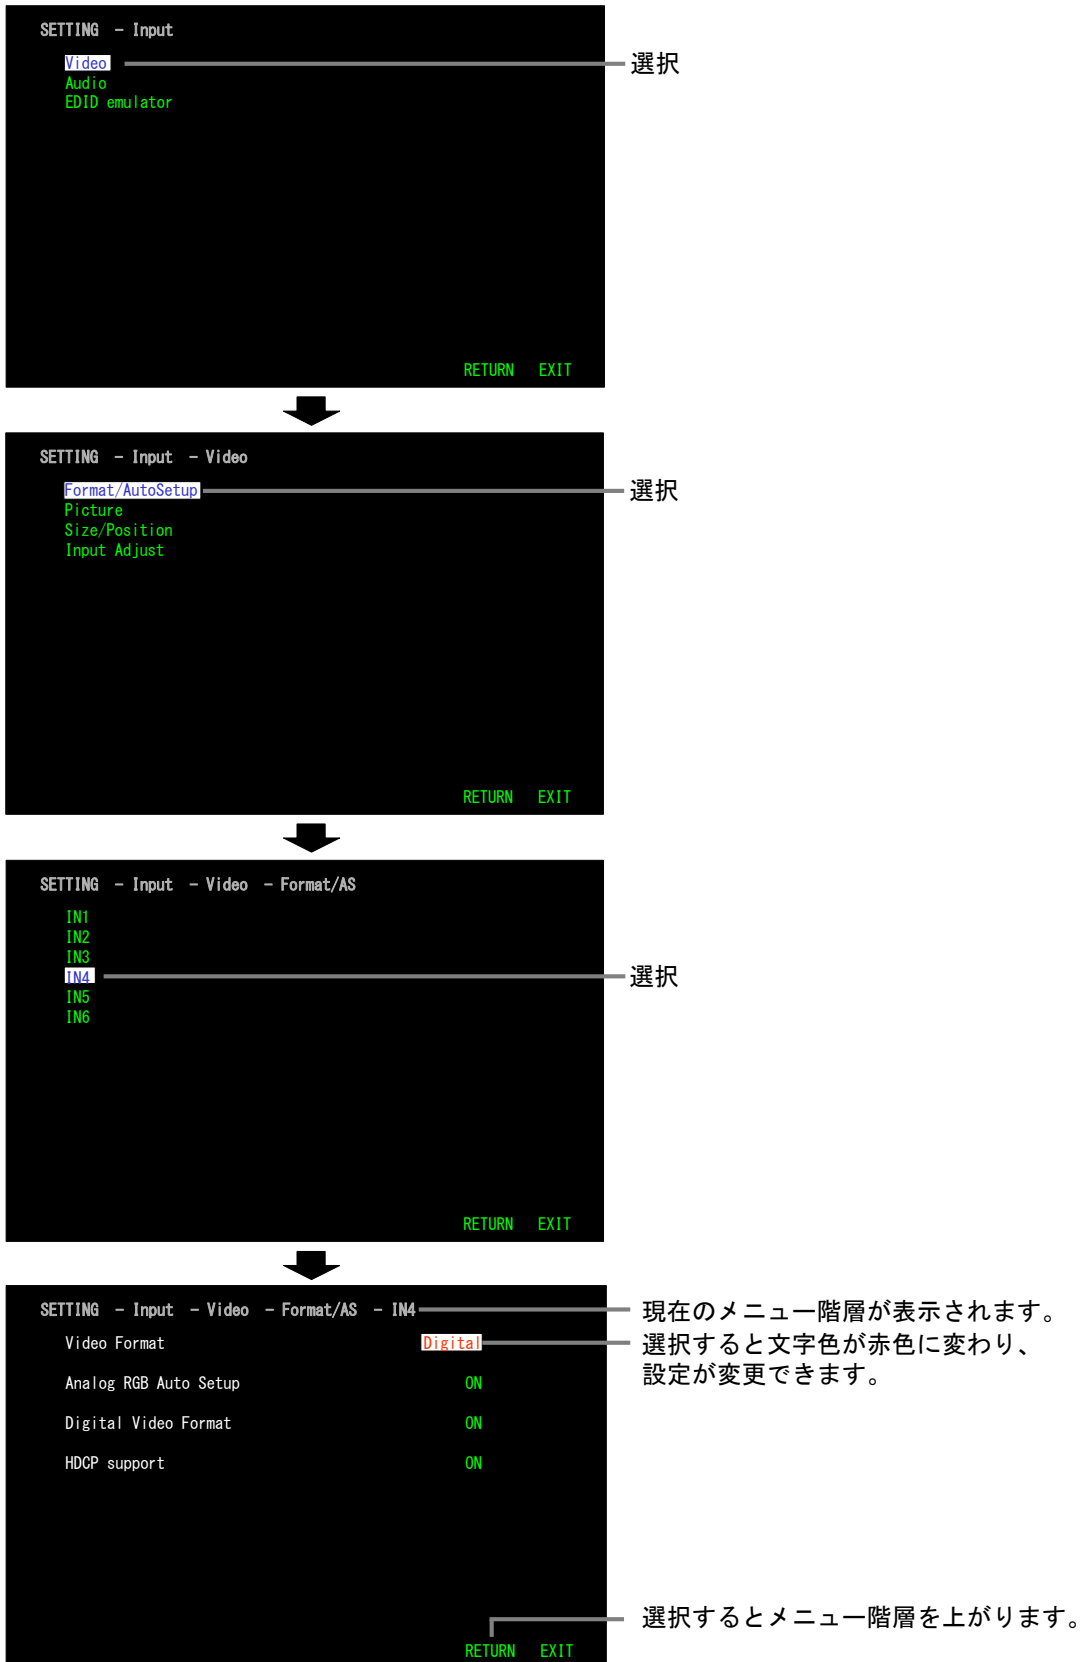 SETTING - Input
Video
選択
Audio
EDID emulator
RETURN EXIT
SETTING - Input - Video
Format/AutoSetup
選択
Picture
Size/Position
Input Adjust
RETURN EXIT
SETTING - Input - Video - Format/AS
IN1
IN2
IN3
IN4
選択
IN5
IN6
RETURN EXIT
SETTING - Input - Video - Format/AS - IN4
現在のメニュー階層が表示されます。
Video Format Digital
選択すると文字色が赤色に変わり、
設定が変更できます。
Analog RGB Auto Setup ON
Digital Video Format ON
HDCP support ON
選択するとメニュー階層を上がります。
RETURN EXIT